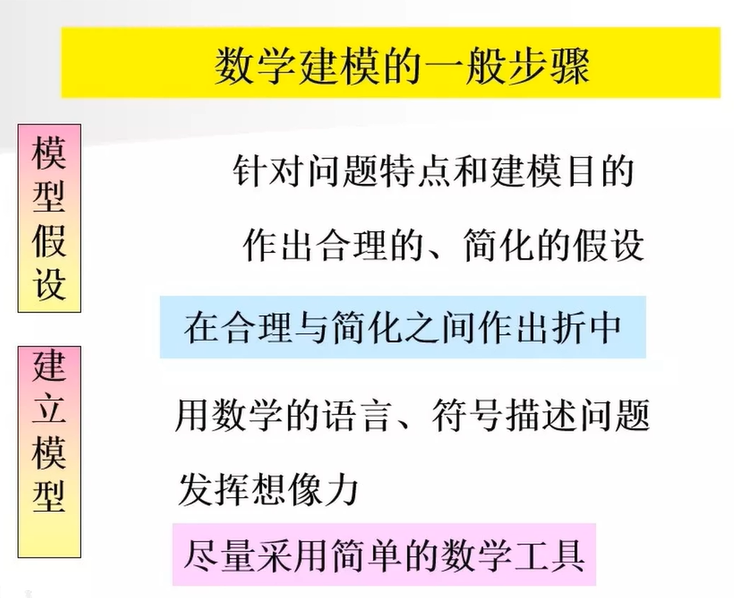 数学建模的一般步骤
模型假设
针对问题特点和建模目的
作出合理的、简化的假设
在合理与简化之间作出折中
建立模型
用数学的语言、符号描述问题
发挥想像力
尽量采用简单的数学工具